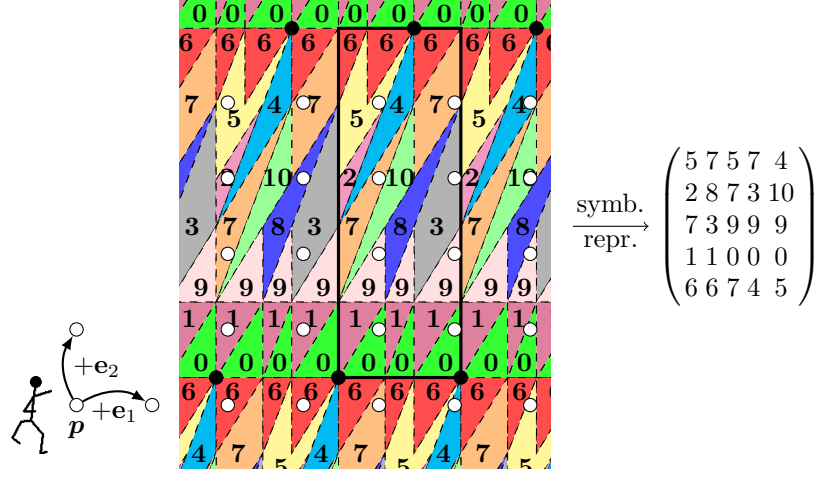 0 0 0 0 0 0 0 0 0
6 6 6 6 6 6 6 6 6 6
7 5 4 7 5 4 7 5 4
2 10 2 10 2 10
3 7 8 3 7 8 3 7 8
9 9 9 9 9 9 9 9 9
1 1 1 1 1 1 1 1 1
0 0 0 0 0 0 0 0 0
6 6 6 6 6 6 6 6 6
4 7 5 4 7 5 4 7 5
+e₂
+e₁
p
symb.
repr.
5 7 5 7 4
2 8 7 3 10
7 3 9 9 9
1 1 0 0 0
6 6 7 4 5